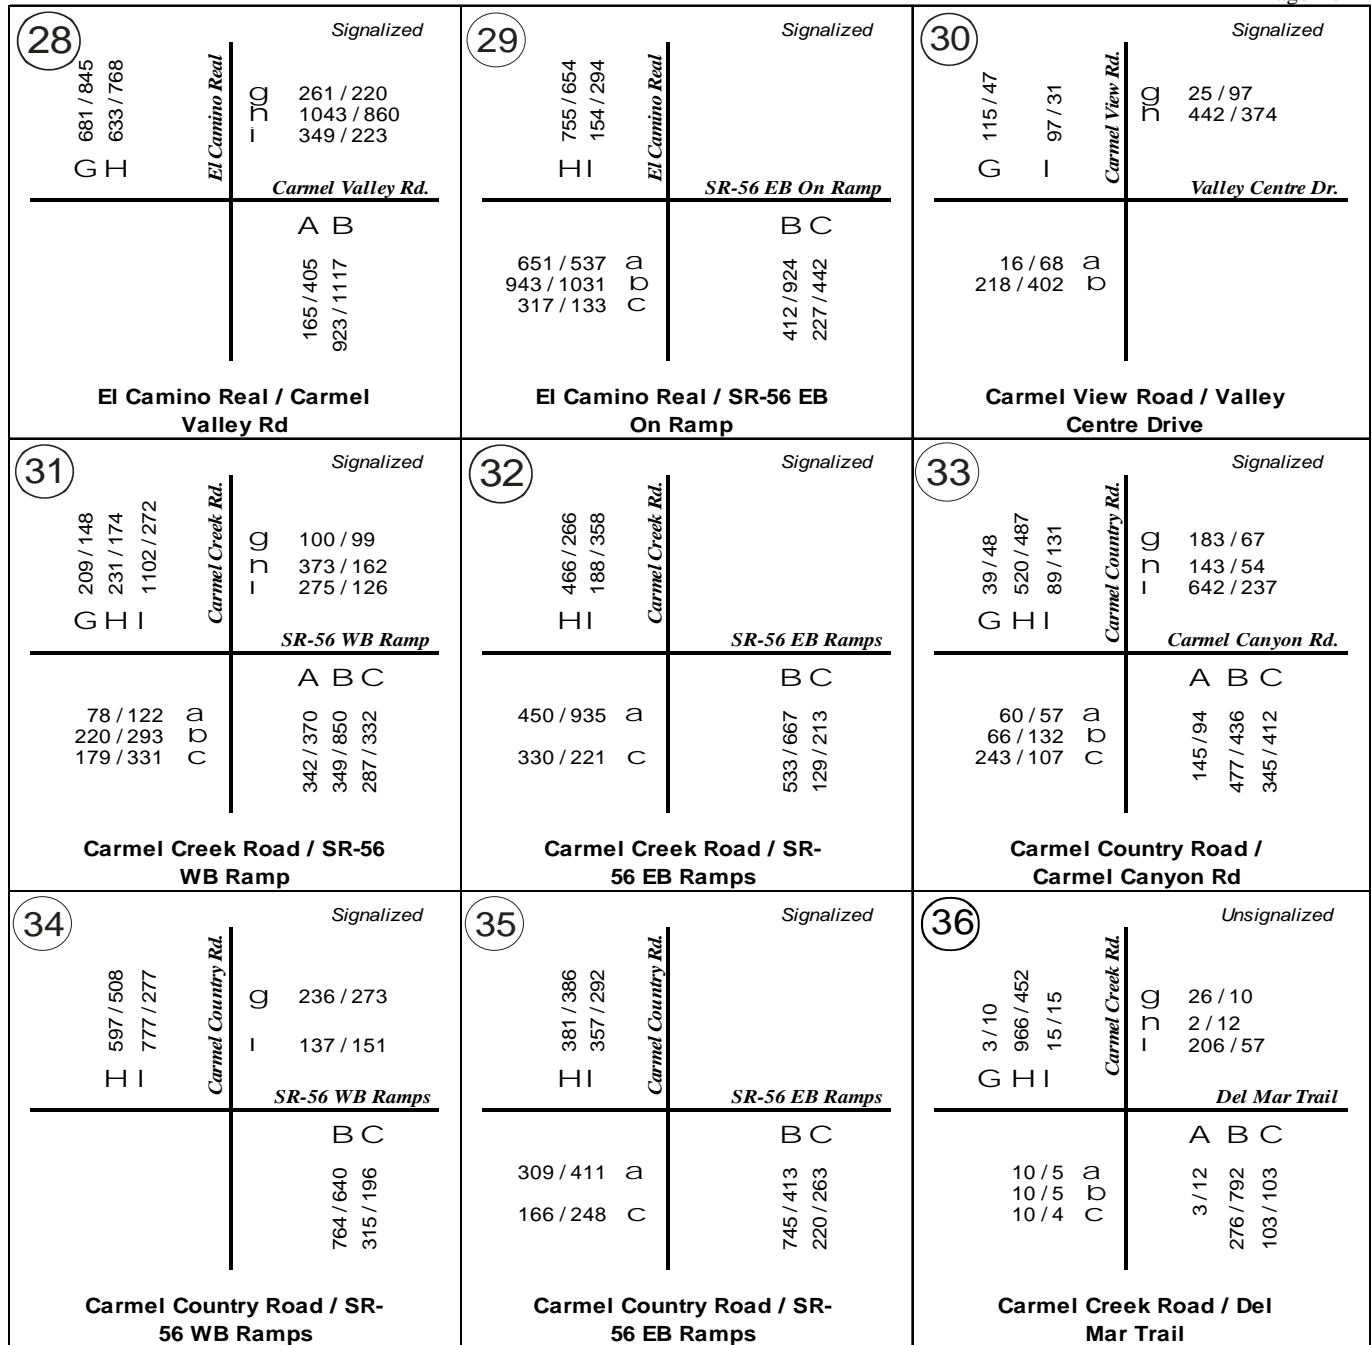 28
Signalized
681 / 845
633 / 768
El Camino Real
g 261 / 220
h 1043 / 860
i 349 / 223
G H
Carmel Valley Rd.
A B
165 / 405
923 / 1117
El Camino Real / Carmel
Valley Rd
29
Signalized
755 / 654
154 / 294
El Camino Real
H I
SR-56 EB On Ramp
B C
651 / 537 a
943 / 1031 b
317 / 133 c
412 / 924
227 / 442
El Camino Real / SR-56 EB
On Ramp
30
Signalized
115 / 47
97 / 31
Carmel View Rd.
g 25 / 97
h 442 / 374
G I
Valley Centre Dr.
16 / 68 a
218 / 402 b
Carmel View Road / Valley
Centre Drive
31
Signalized
209 / 148
231 / 174
1102 / 272
Carmel Creek Rd.
g 100 / 99
h 373 / 162
i 275 / 126
G H I
SR-56 WB Ramp
A B C
78 / 122 a
220 / 293 b
179 / 331 c
342 / 370
349 / 850
287 / 332
Carmel Creek Road / SR-56
WB Ramp
32
Signalized
466 / 266
188 / 358
Carmel Creek Rd.
H I
SR-56 EB Ramps
B C
450 / 935 a
330 / 221 c
533 / 667
129 / 213
Carmel Creek Road / SR-
56 EB Ramps
33
Signalized
39 / 48
520 / 487
89 / 131
Carmel Country Rd.
g 183 / 67
h 143 / 54
i 642 / 237
G H I
Carmel Canyon Rd.
A B C
60 / 57 a
66 / 132 b
243 / 107 c
145 / 94
477 / 436
345 / 412
Carmel Country Road /
Carmel Canyon Rd
34
Signalized
597 / 508
777 / 277
Carmel Country Rd.
g 236 / 273
i 137 / 151
H I
SR-56 WB Ramps
B C
764 / 640
315 / 196
Carmel Country Road / SR-
56 WB Ramps
35
Signalized
381 / 386
357 / 292
Carmel Country Rd.
H I
SR-56 EB Ramps
B C
309 / 411 a
166 / 248 c
745 / 413
220 / 263
Carmel Country Road / SR-
56 EB Ramps
36
Unsignalized
3 / 10
966 / 452
15 / 15
Carmel Creek Rd.
g 26 / 10
h 2 / 12
i 206 / 57
G H I
Del Mar Trail
A B C
10 / 5 a
10 / 5 b
10 / 4 c
3 / 12
276 / 792
103 / 103
Carmel Creek Road / Del
Mar Trail